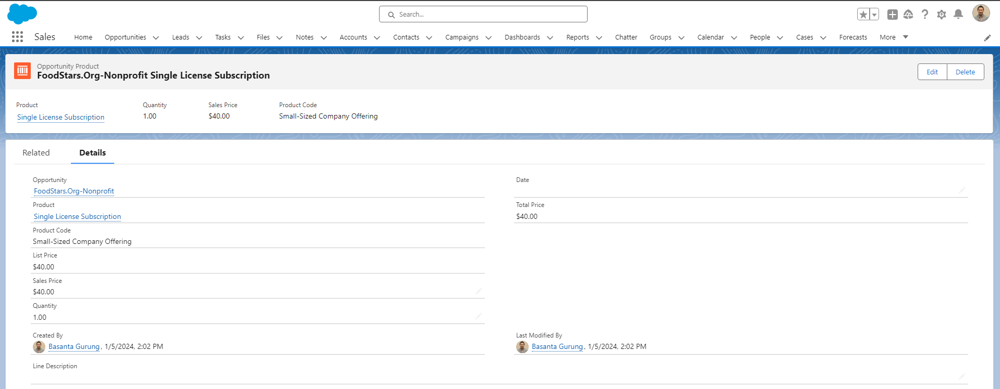 Search...
Sales Home Opportunities Leads Tasks Files Notes Accounts Contacts Campaigns Dashboards Reports Chatter Groups Calendar People Cases Forecasts More
Opportunity Product
FoodStars.Org-Nonprofit Single License Subscription
Edit Delete
Product Quantity Sales Price Product Code
Single License Subscription 1.00 $40.00 Small-Sized Company Offering
Related Details
Opportunity Date
FoodStars.Org-Nonprofit
Product Total Price
Single License Subscription $40.00
Product Code
Small-Sized Company Offering
List Price
$40.00
Sales Price
$40.00
Quantity
1.00
Created By Last Modified By
Basanta Gurung, 1/5/2024, 2:02 PM Basanta Gurung, 1/5/2024, 2:02 PM
Line Description